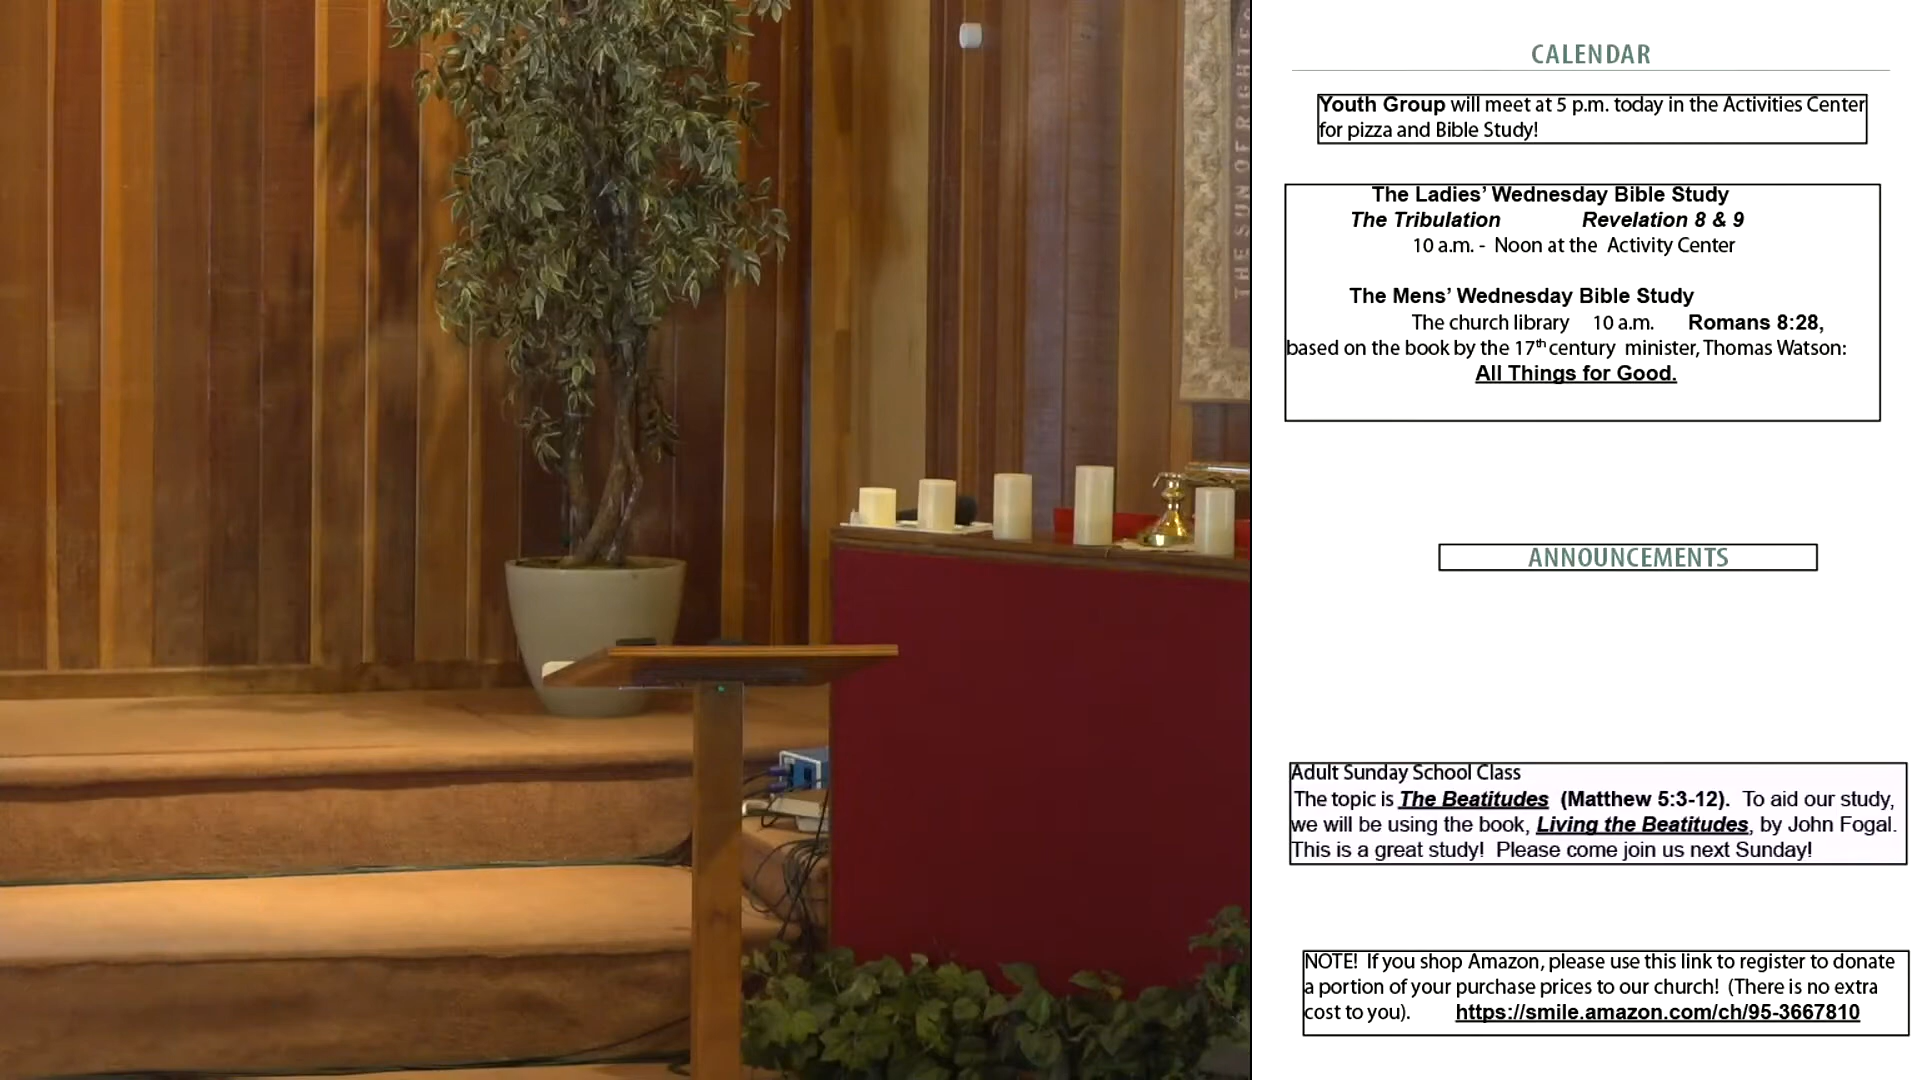 THE SUN OF RIGHTE
CALENDAR
Youth Group will meet at 5 p.m. today in the Activities Center
for pizza and Bible Study!
The Ladies’ Wednesday Bible Study
The Tribulation Revelation 8 & 9
10 a.m. - Noon at the Activity Center
The Mens’ Wednesday Bible Study
The church library 10 a.m. Romans 8:28,
based on the book by the 17th century minister, Thomas Watson:
All Things for Good.
ANNOUNCEMENTS
Adult Sunday School Class
The topic is The Beatitudes (Matthew 5:3-12). To aid our study,
we will be using the book, Living the Beatitudes, by John Fogal.
This is a great study! Please come join us next Sunday!
NOTE! If you shop Amazon, please use this link to register to donate
a portion of your purchase prices to our church! (There is no extra
cost to you). https://smile.amazon.com/ch/95-3667810